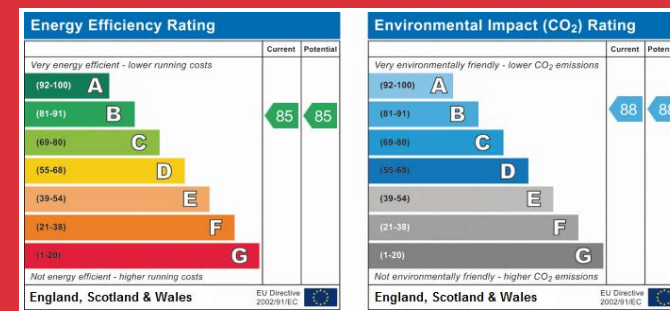 Energy Efficiency Rating
Current Potential
Very energy efficient - lower running costs
(92-100) A
(81-91) B
85 85
(69-80) C
(55-68) D
(39-54) E
(21-38) F
(1-20) G
Not energy efficient - higher running costs
England, Scotland & Wales
EU Directive
2002/91/EC
Environmental Impact (CO₂) Rating
Current Potent
Very environmentally friendly - lower CO₂ emissions
(92-100) A
(81-91) B
88 88
(69-80) C
(55-68) D
(39-54) E
(21-38) F
(1-20) G
Not environmentally friendly - higher CO₂ emissions
England, Scotland & Wales
EU Directive
2002/91/EC